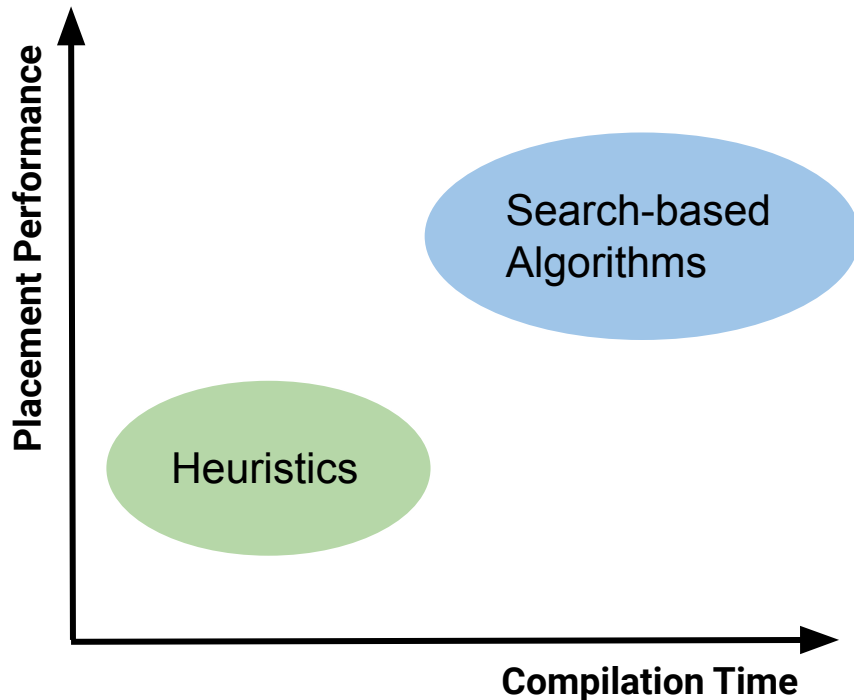 Placement Performance
Search-based
Algorithms
Heuristics
Compilation Time